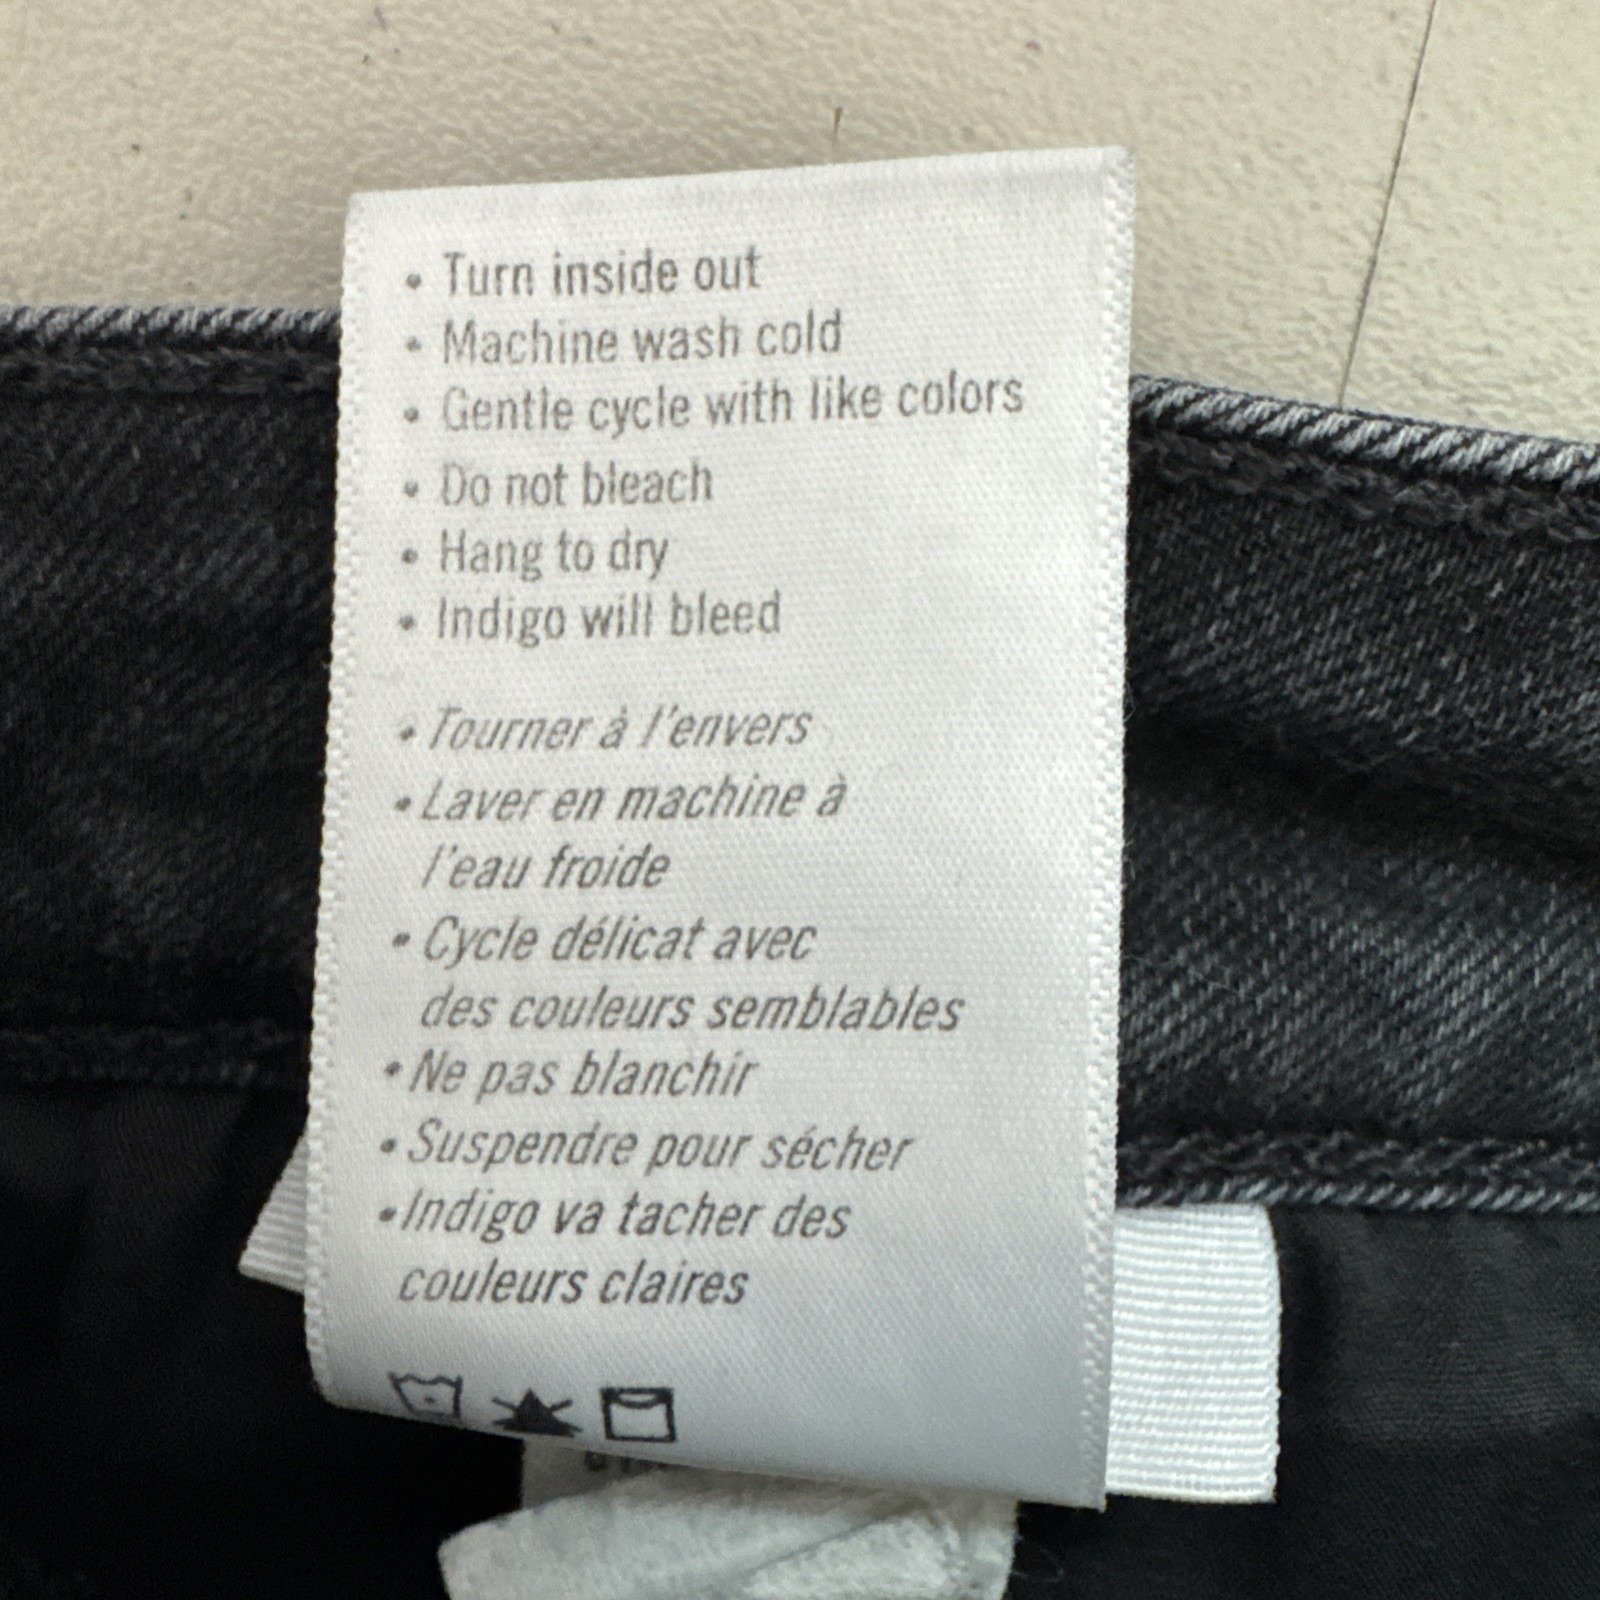 • Turn inside out
• Machine wash cold
• Gentle cycle with like colors
• Do not bleach
• Hang to dry
• Indigo will bleed
• Tourner à l'envers
• Laver en machine à
l'eau froide
• Cycle délicat avec
des couleurs semblables
• Ne pas blanchir
• Suspendre pour sécher
• Indigo va tacher des
couleurs claires